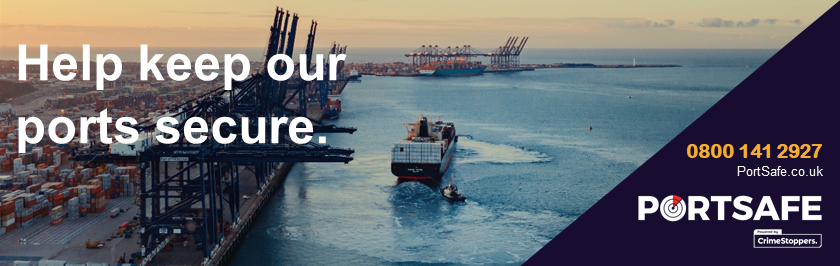 Help keep our
ports secure.
0800 141 2927
PortSafe.co.uk
PORTSAFE
Powered by
CrimeStoppers.